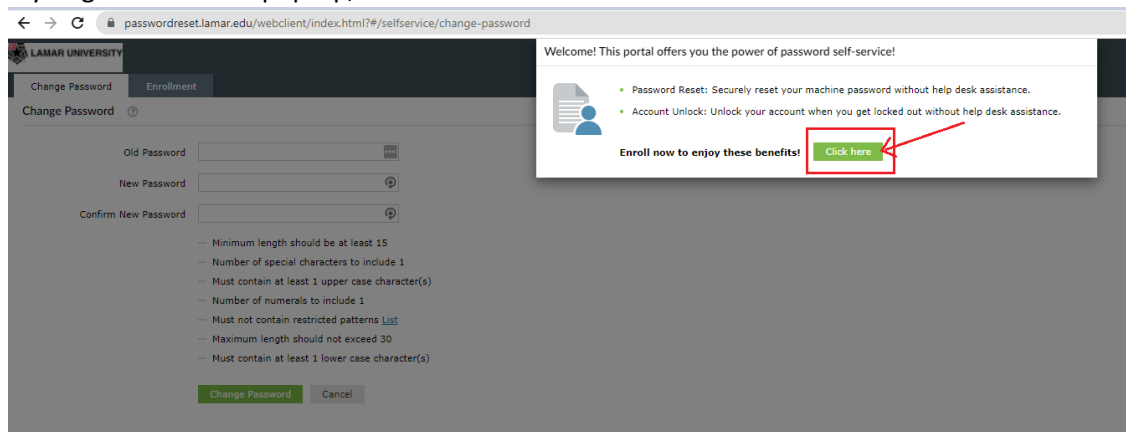 passwordreset.lamar.edu/webclient/index.html?#/selfservice/change-password
LAMAR UNIVERSITY
Welcome! This portal offers you the power of password self-service!
Password Reset: Securely reset your machine password without help desk assistance.
Account Unlock: Unlock your account when you get locked out without help desk assistance.
Enroll now to enjoy these benefits! Click here
Change Password Enrollment
Change Password
Old Password
New Password
Confirm New Password
Minimum length should be at least 15
Number of special characters to include 1
Must contain at least 1 upper case character(s)
Number of numerals to include 1
Must not contain restricted patterns List
Maximum length should not exceed 30
Must contain at least 1 lower case character(s)
Change Password Cancel